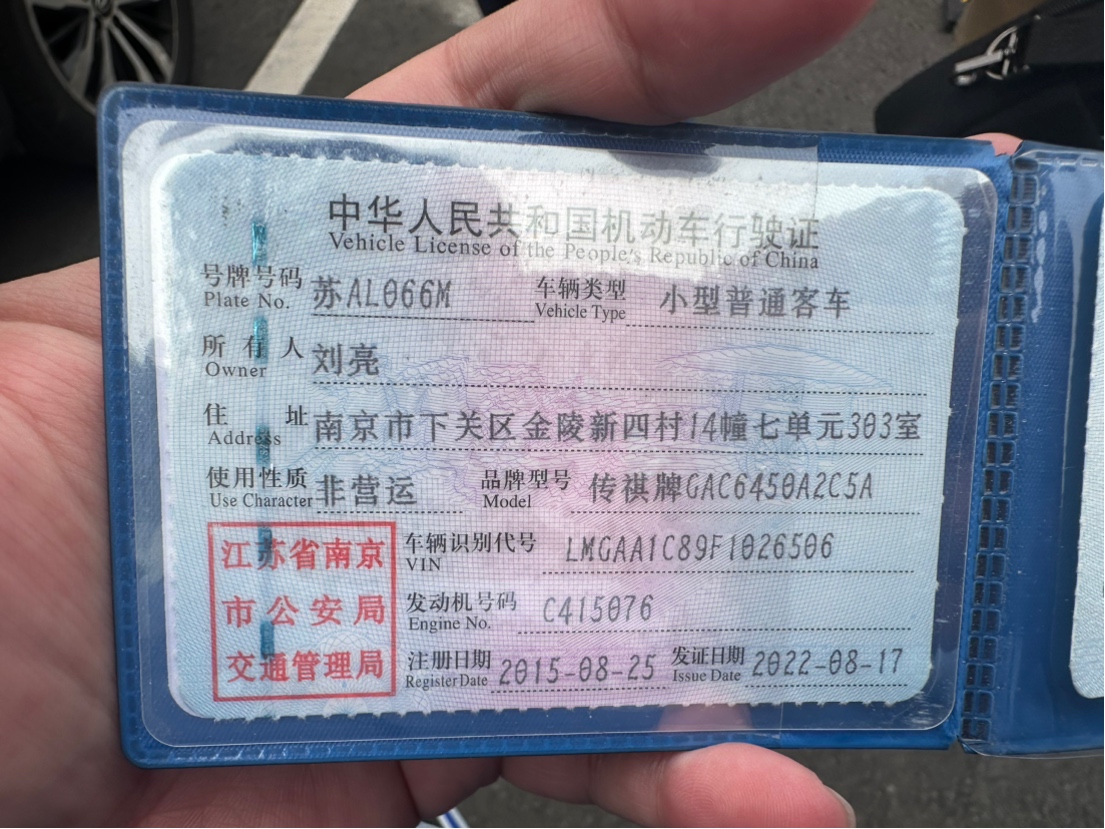 中华人民共和国机动车行驶证
Vehicle License of the People's Republic of China
号牌号码 苏AL066M 车辆类型 小型普通客车
Plate No. Vehicle Type
所有人 刘亮
Owner
住址 南京市下关区金陵新四村14幢七单元303室
Address
使用性质 非营运 品牌型号 传祺牌GAC6450A2C5A
Use Character Model
江苏省南京
市公安局
交通管理局
车辆识别代号 LMGAA1C89F1026506
VIN
发动机号码 C415076
Engine No.
注册日期 2015-08-25 发证日期 2022-08-17
Register Date Issue Date